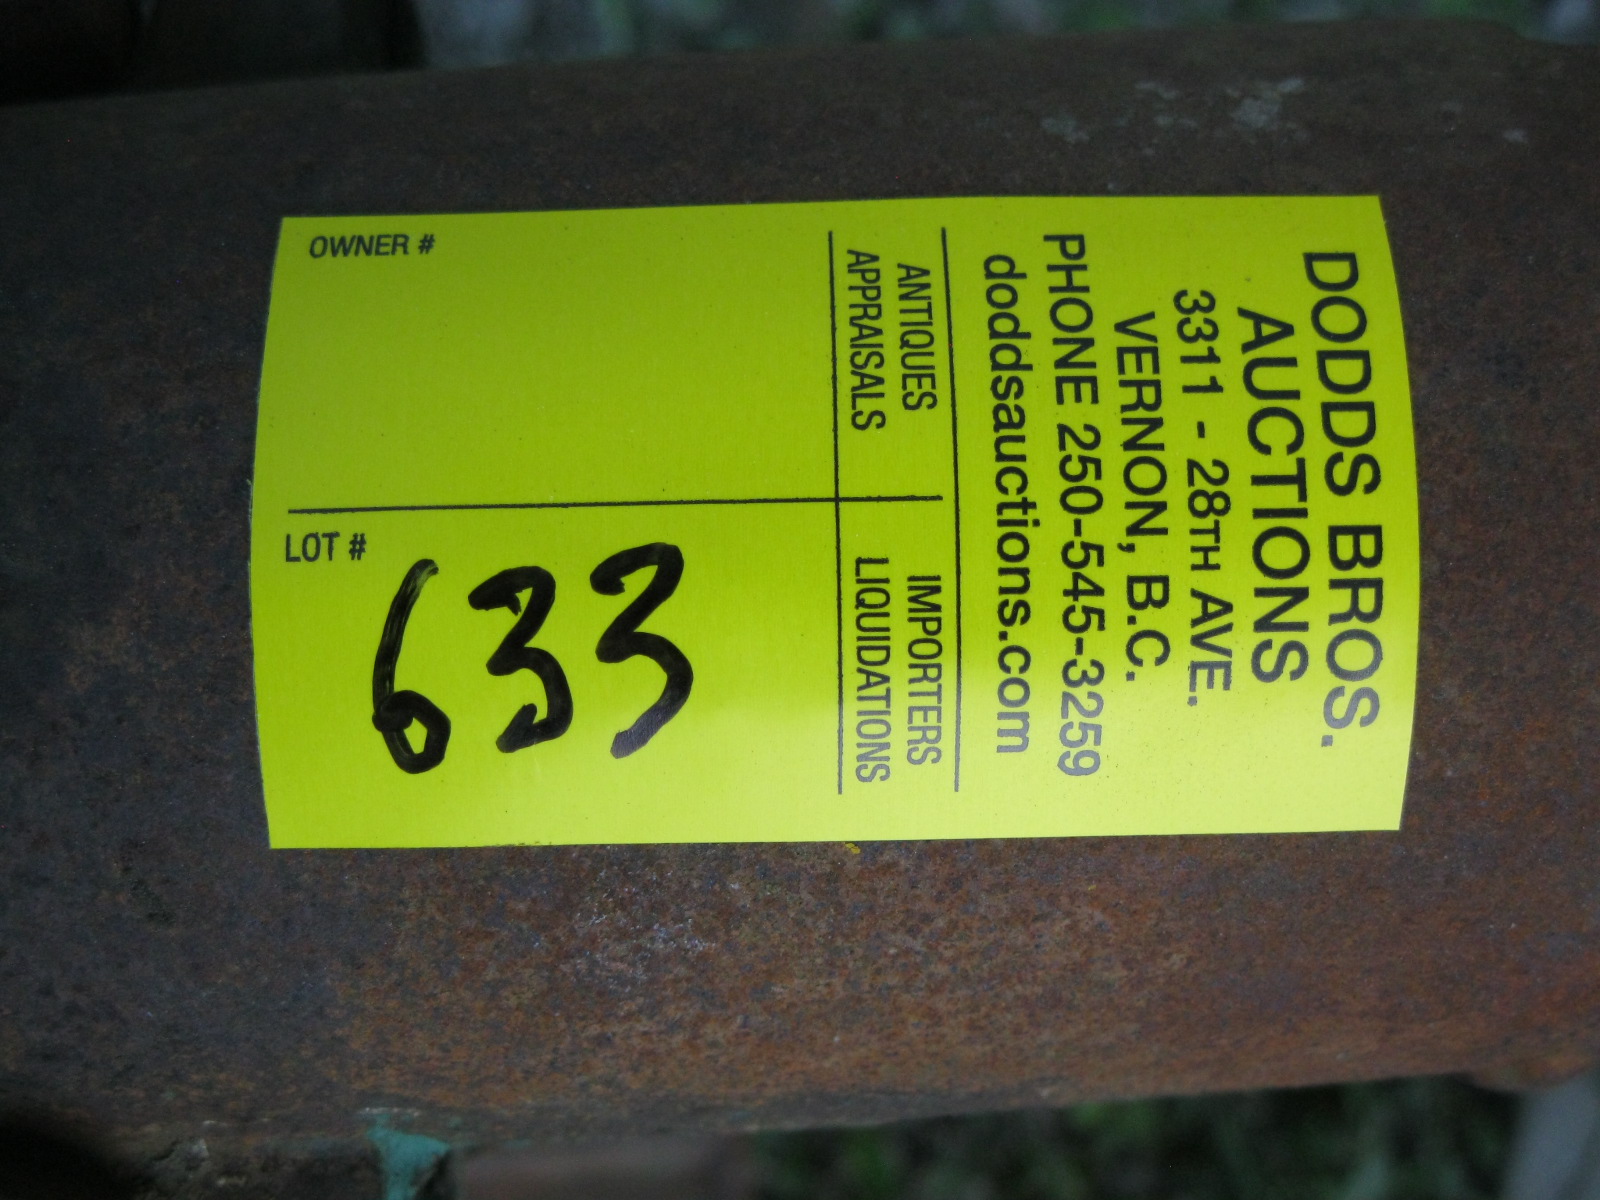 DODDS BROS.
AUCTIONS
3311 - 28TH AVE.
VERNON, B.C.
PHONE 250-545-3259
doddsauctions.com
ANTIQUES IMPORTERS
APPRAISALS LIQUIDATIONS
OWNER # LOT #
633